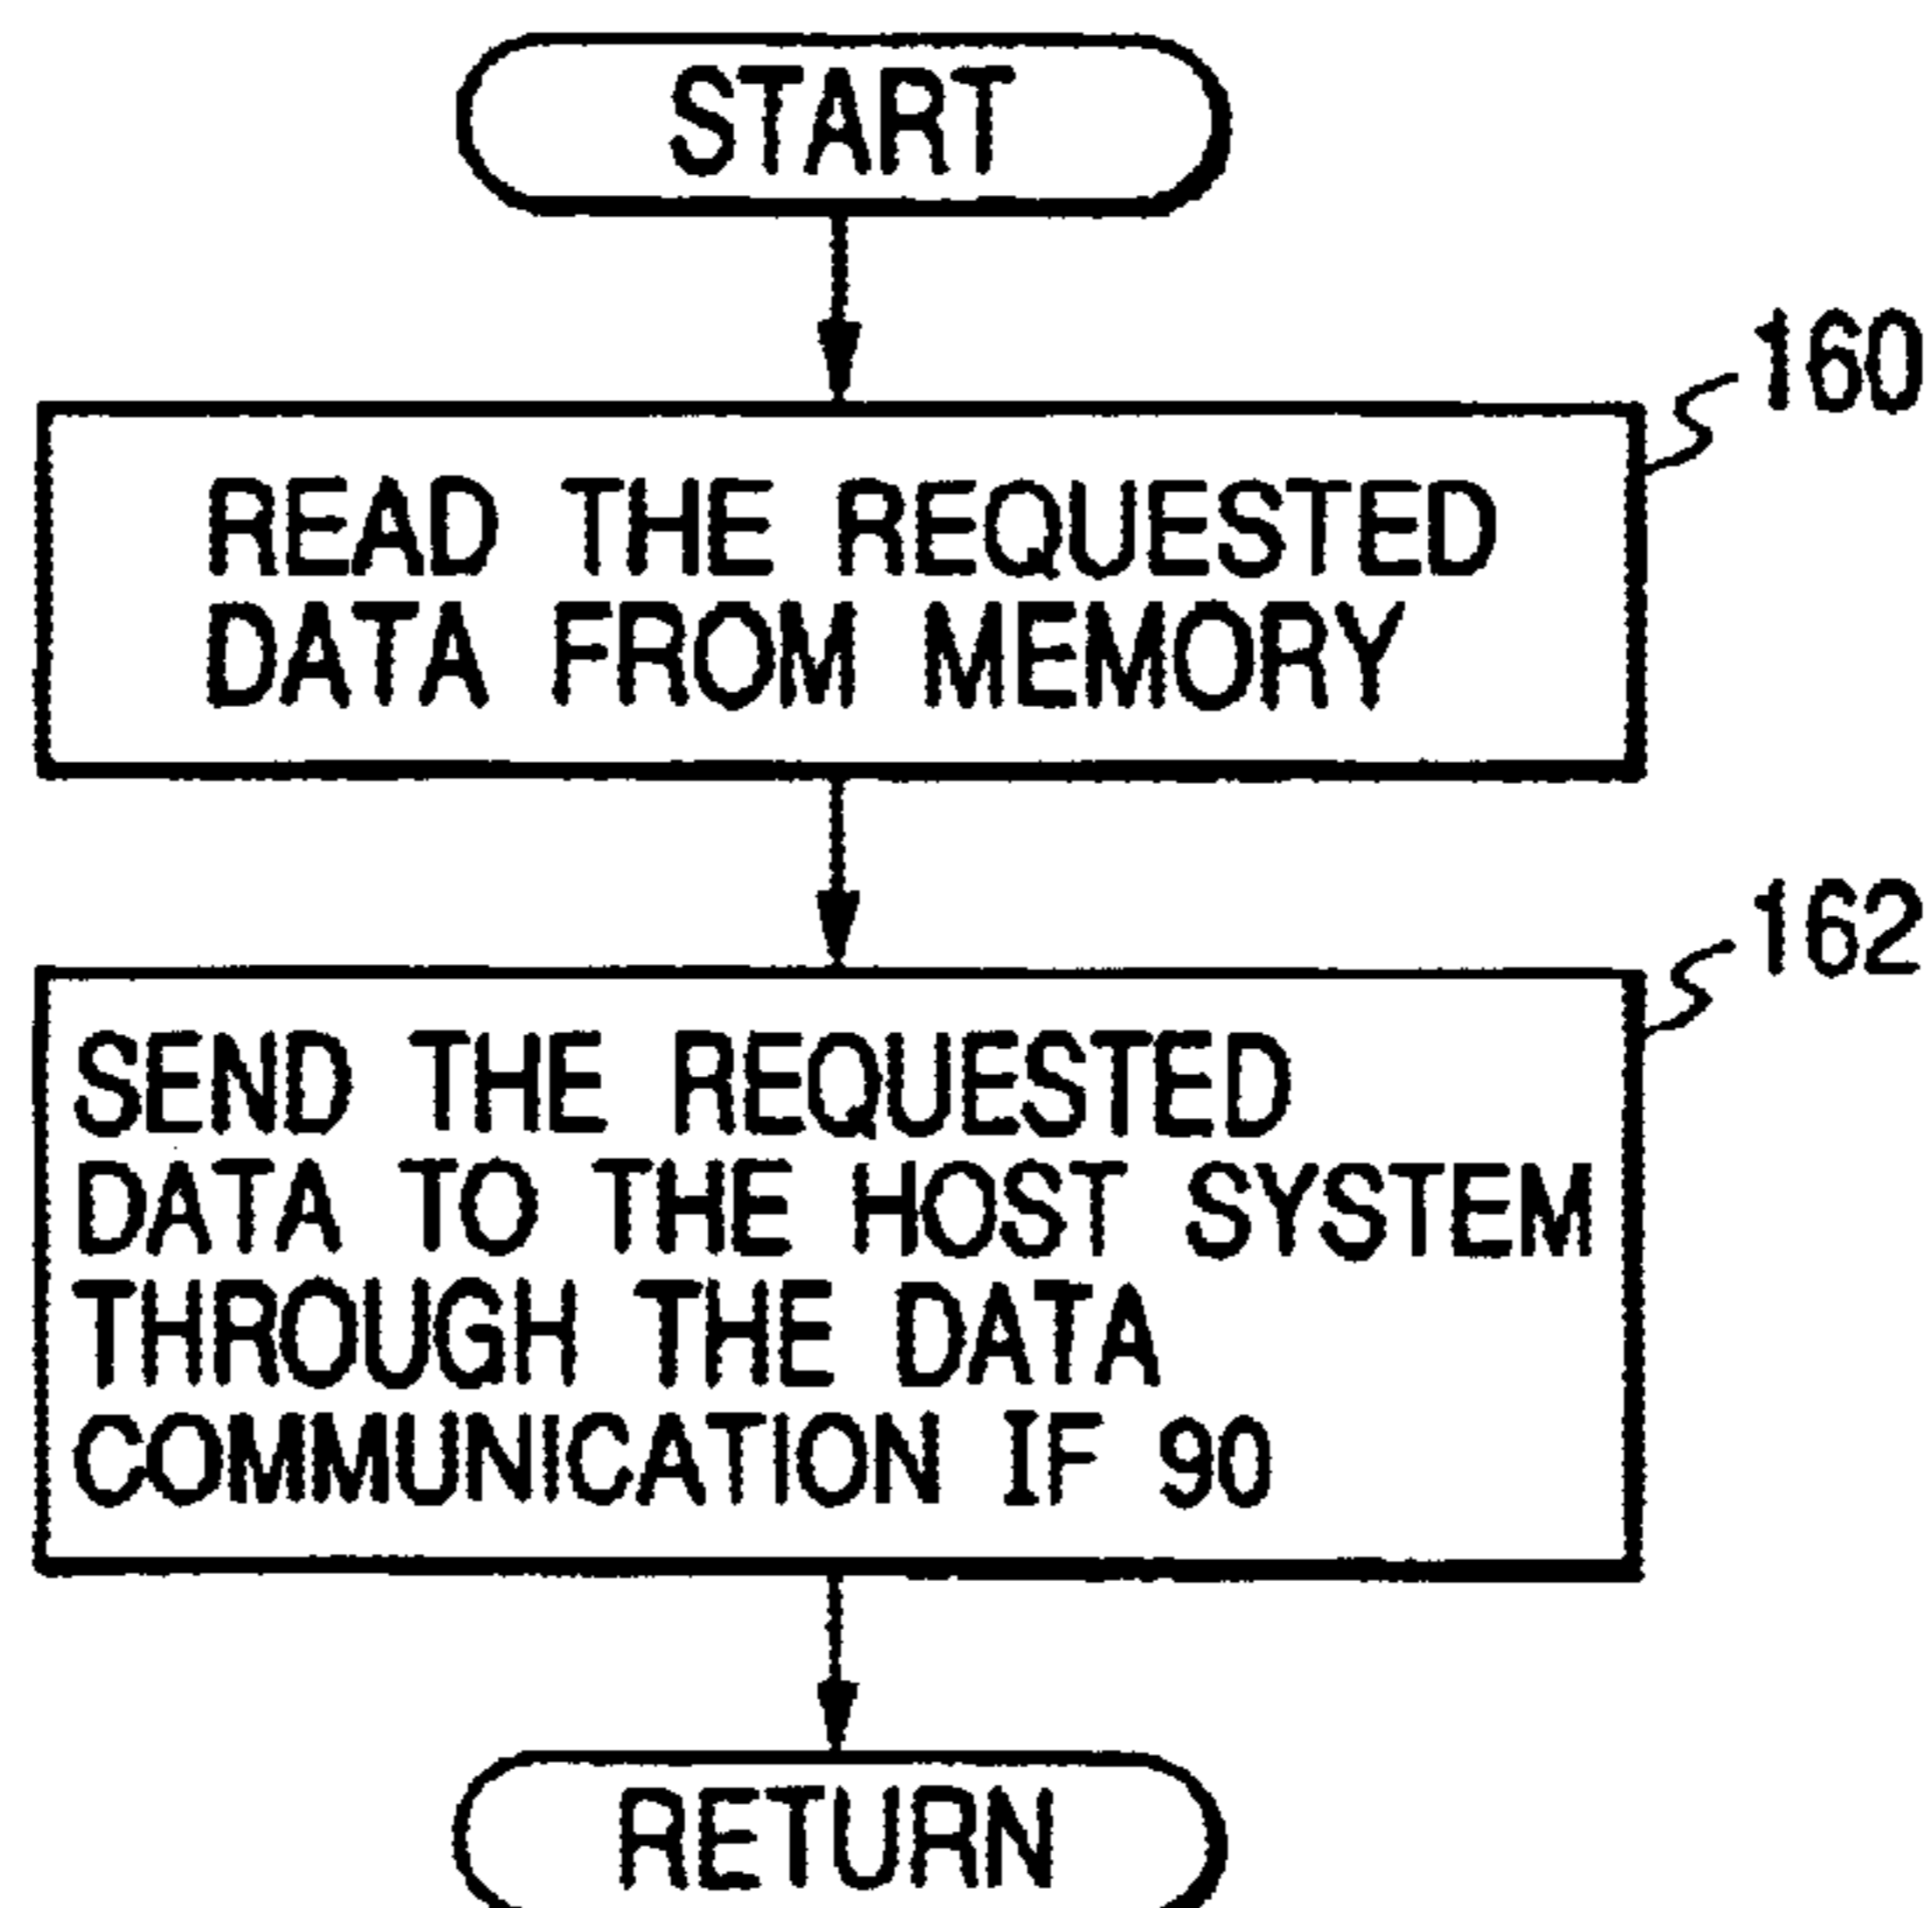 START
160
READ THE REQUESTED
DATA FROM MEMORY
162
SEND THE REQUESTED
DATA TO THE HOST SYSTEM
THROUGH THE DATA
COMMUNICATION IF 90
RETURN